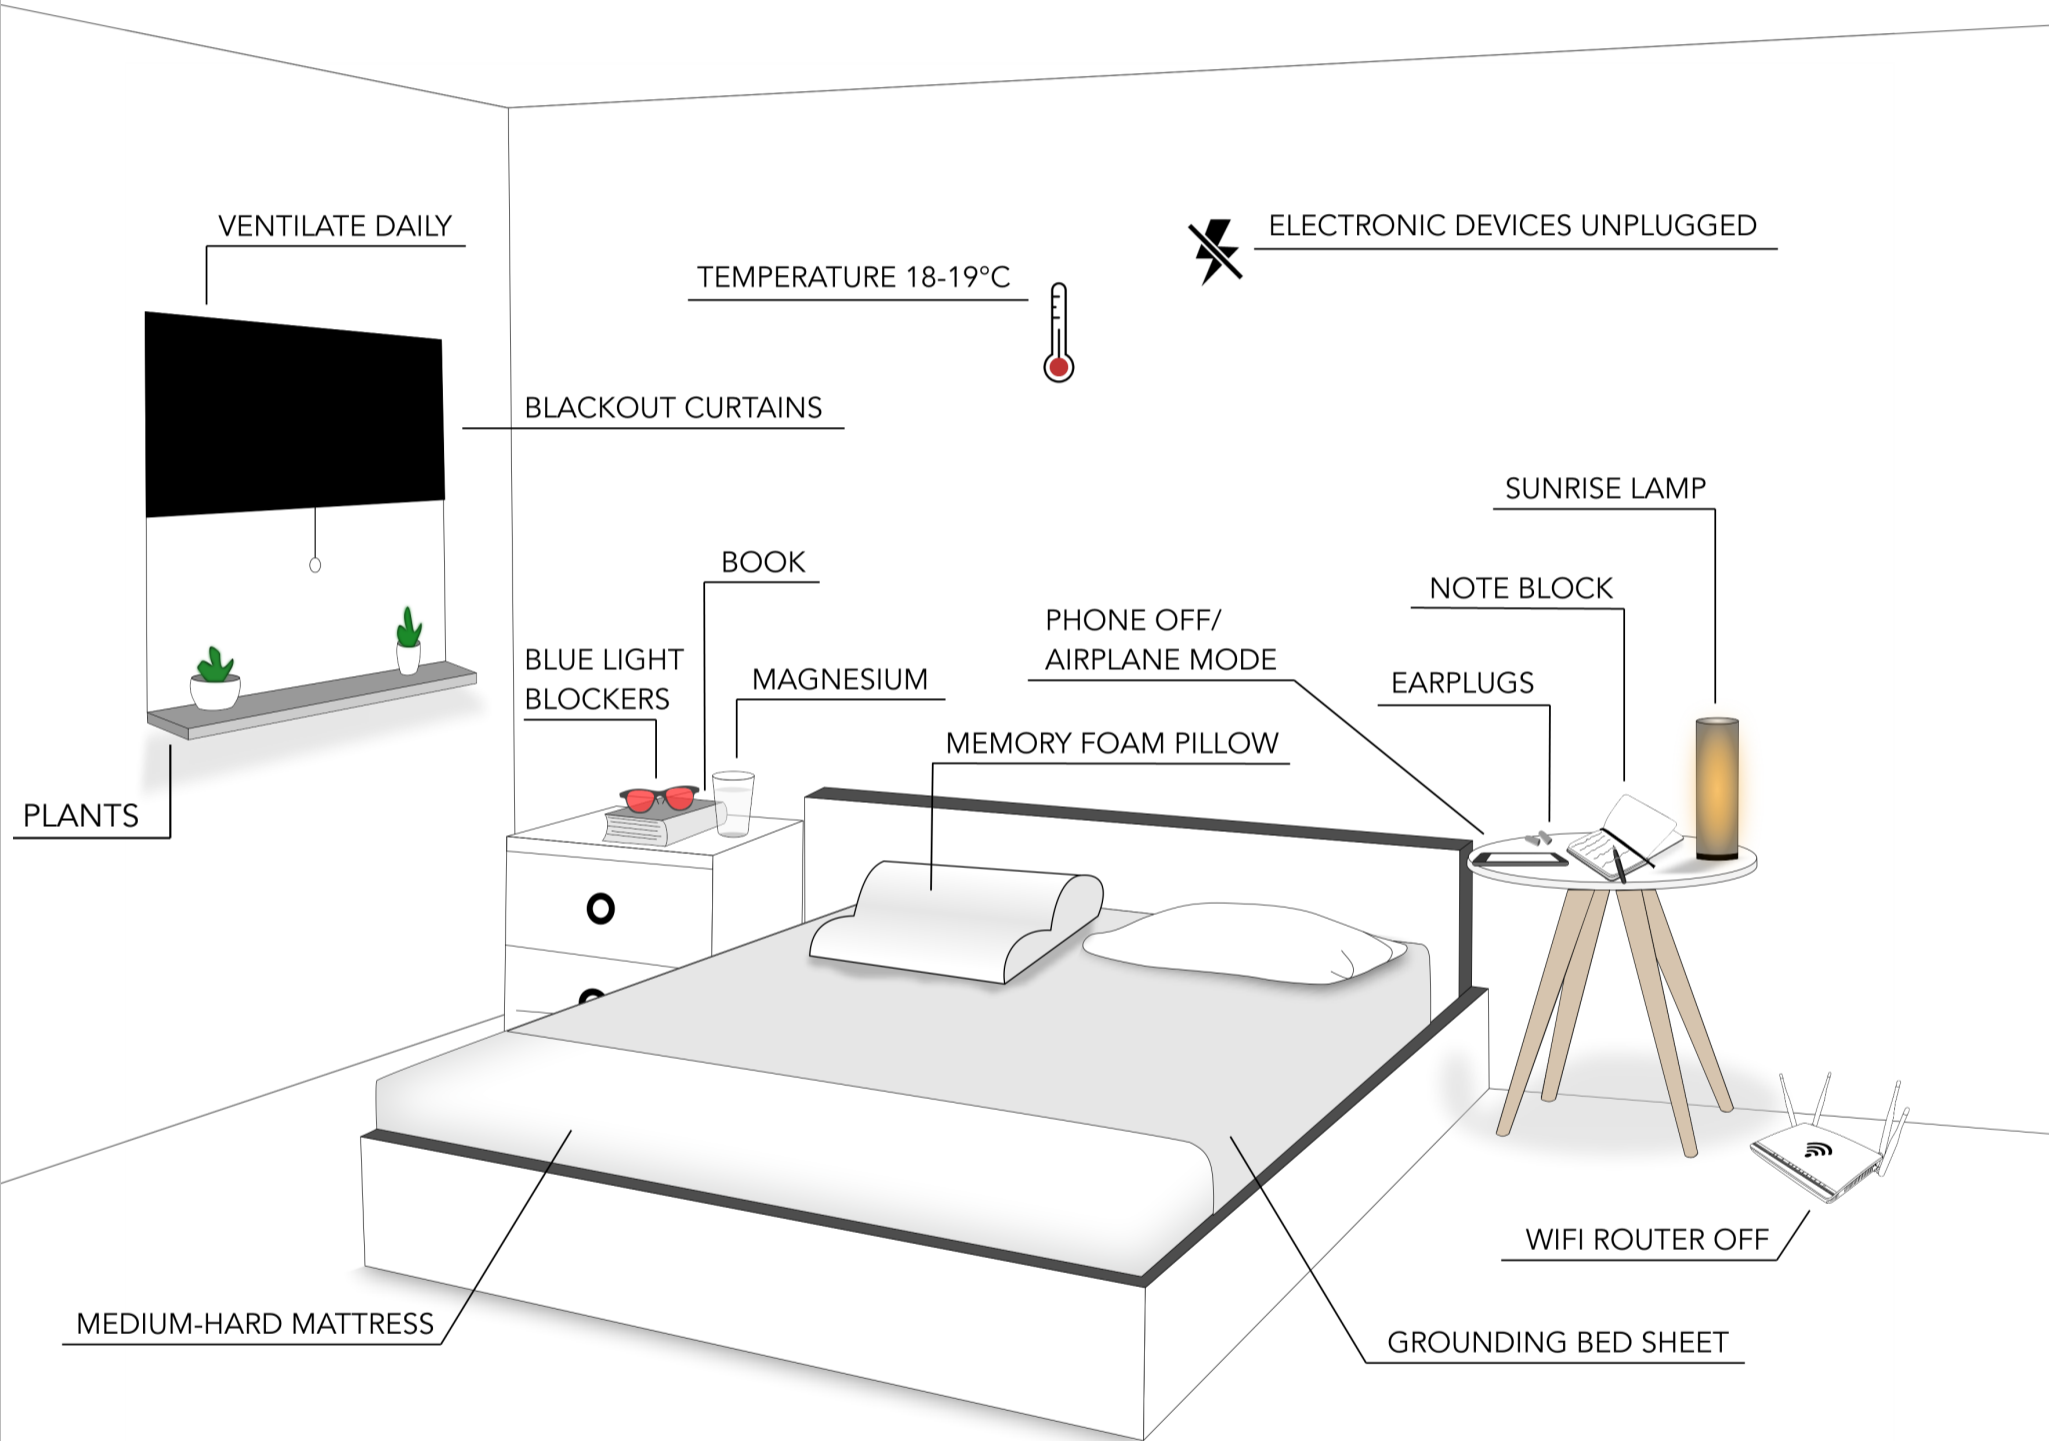 VENTILATE DAILY
ELECTRONIC DEVICES UNPLUGGED
TEMPERATURE 18-19°C
BLACKOUT CURTAINS
SUNRISE LAMP
BOOK
NOTE BLOCK
PHONE OFF/
AIRPLANE MODE
BLUE LIGHT
BLOCKERS
MAGNESIUM
EARPLUGS
MEMORY FOAM PILLOW
PLANTS
WIFI ROUTER OFF
MEDIUM-HARD MATTRESS
GROUNDING BED SHEET